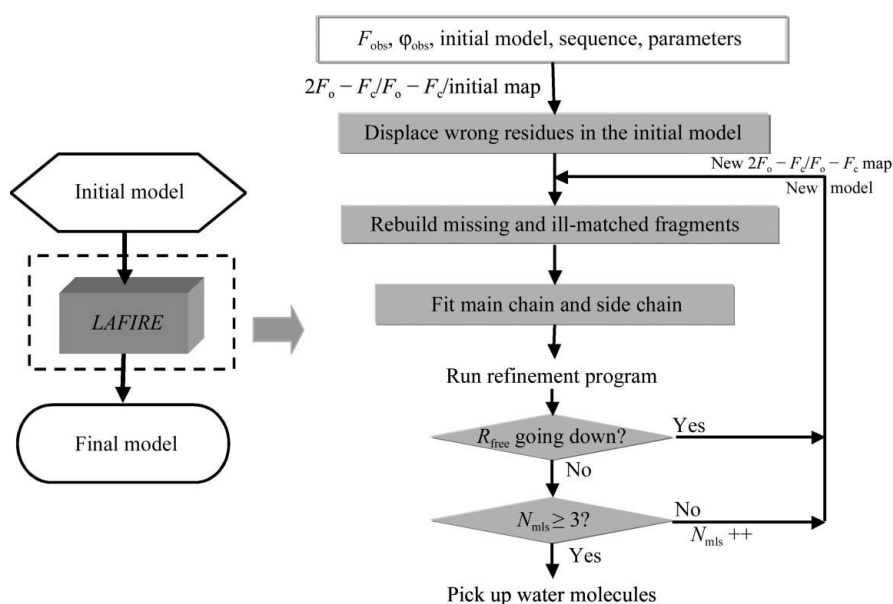 Initial model
LAFIRE
Final model
F_obs, φ_obs, initial model, sequence, parameters
2F_o − F_c/F_o − F_c/initial map
Displace wrong residues in the initial model
New 2F_o − F_c/F_o − F_c map
New model
Rebuild missing and ill-matched fragments
Fit main chain and side chain
Run refinement program
R_free going down?
Yes
No
N_mls ≥ 3?
No
N_mls ++
Yes
Pick up water molecules